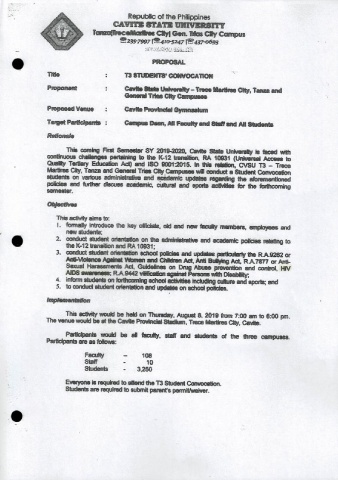 Republic of the Philippines
CAVITE STATE UNIVERSITY
Tanza|Trece Martires City| Gen. Trias City Campus
☎239-7997|☎410-5247|☎437-0693
PROPOSAL
Title : T3 STUDENTS' CONVOCATION
Proponent : Cavite State University – Trece Martires City, Tanza and
General Trias City Campuses
Proposed Venue : Cavite Provincial Gymnasium
Target Participants : Campus Dean, All Faculty and Staff and All Students
Rationale
This coming First Semester SY 2019-2020, Cavite State University is faced with
continuous challenges pertaining to the K-12 transition, RA 10931 (Universal Access to
Quality Tertiary Education Act) and ISO 9001:2015. In this relation, CVSU T3 – Trece
Martires City, Tanza and General Trias City Campuses will conduct a Student Convocation
students on various administrative and academic updates regarding the aforementioned
policies and further discuss academic, cultural and sports activities for the forthcoming
semester.
Objectives
This activity aims to:
1. formally introduce the key officials, old and new faculty members, employees and
new students;
2. conduct student orientation on the administrative and academic policies relating to
the K-12 transition and RA 10931;
3. conduct student orientation school policies and updates particularly the R.A.9262 or
Anti-Violence Against Women and Children Act, Anti Bullying Act, R.A.7877 or Anti-
Sexual Harassments Act, Guidelines on Drug Abuse prevention and control, HIV
AIDS awareness; R.A.9442 vilification against Persons with Disability;
4. inform students on forthcoming school activities including culture and sports; and
5. to conduct student orientation and updates on school policies.
Implementation
This activity would be held on Thursday, August 8, 2019 from 7:00 am to 6:00 pm.
The venue would be at the Cavite Provincial Stadium, Trece Martires City, Cavite.
Participants would be all faculty, staff and students of the three campuses.
Participants are as follows:
Faculty - 108
Staff - 10
Students - 3,250
Everyone is required to attend the T3 Student Convocation.
Students are required to submit parent's permit/waiver.